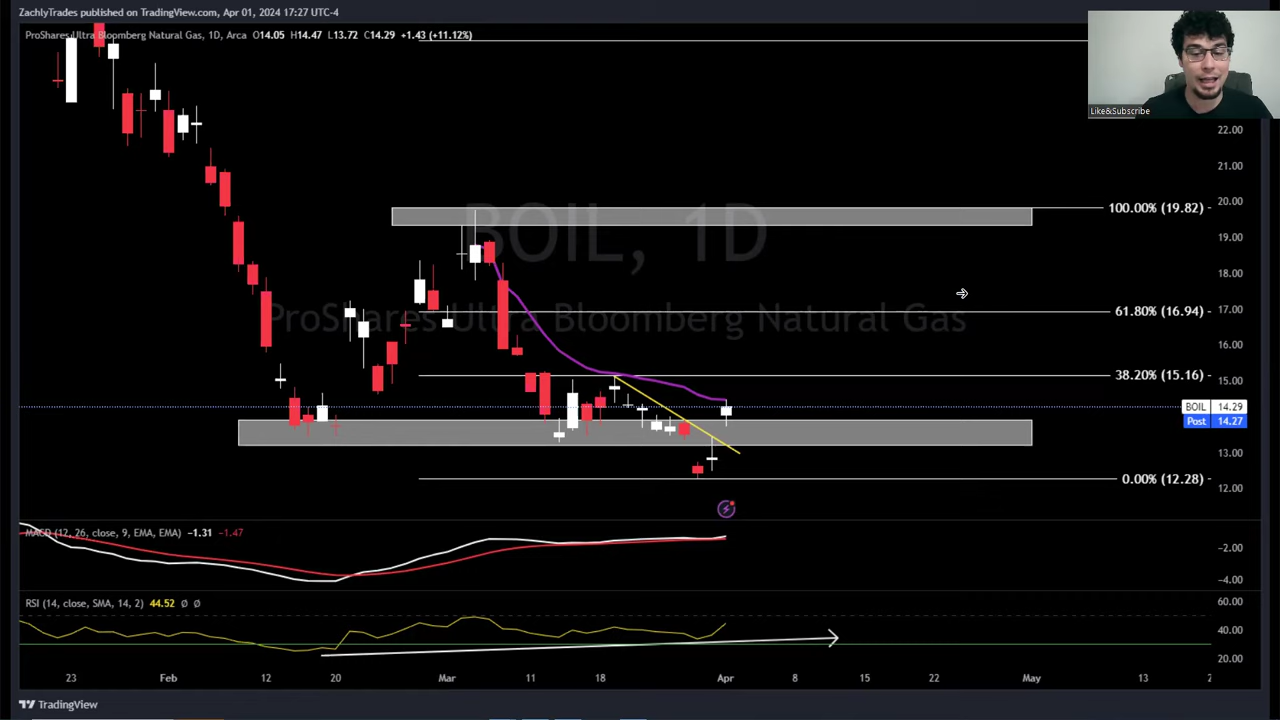 ZachlyTrades published on TradingView.com, Apr 01, 2024 17:27 UTC-4
ProShares Ultra Bloomberg Natural Gas, 1D, Arca O14.05 H14.47 L13.72 C14.29 +1.43 (+11.12%)
Like&Subscribe
22.00
21.00
20.00
100.00% (19.82)
19.00
BOIL, 1D
18.00
ProShares Ultra Bloomberg Natural Gas
17.00
61.80% (16.94)
16.00
38.20% (15.16)
15.00
BOIL 14.29
Post 14.27
13.00
0.00% (12.28)
12.00
MACD (12, 26, close, 9, EMA, EMA) −1.31 −1.47
−2.00
−4.00
RSI (14, close, SMA, 14, 2) 44.52 Ø Ø
60.00
40.00
20.00
23 Feb 12 20 Mar 11 18 Apr 8 15 22 May 13 2
TradingView